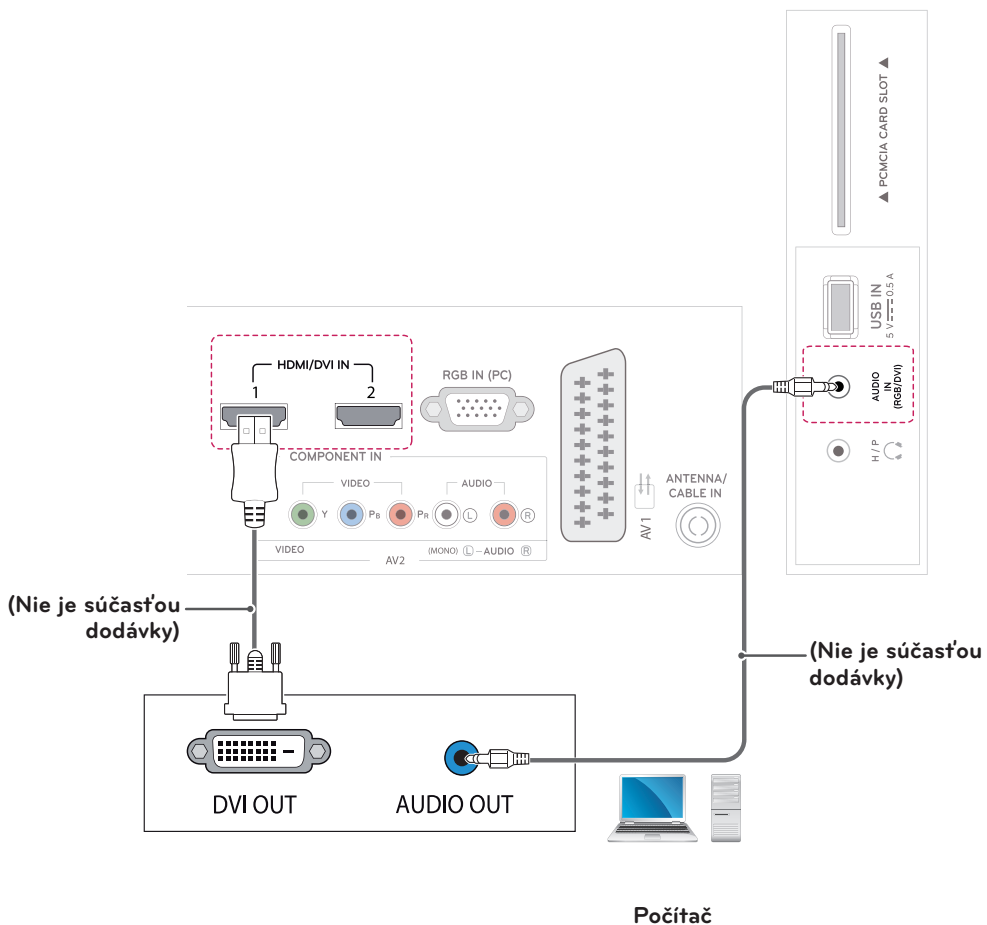 ▲ PCMCIA CARD SLOT ▲
USB IN
5 V 0.5 A
AUDIO
IN
(RGB/DVI)
H / P
HDMI/DVI IN
1
2
RGB IN (PC)
COMPONENT IN
VIDEO
AUDIO
Y
PB
PR
L
R
VIDEO
(MONO) L – AUDIO R
AV2
AV1
ANTENNA/
CABLE IN
(Nie je súčasťou
dodávky)
(Nie je súčasťou
dodávky)
DVI OUT
AUDIO OUT
Počítač